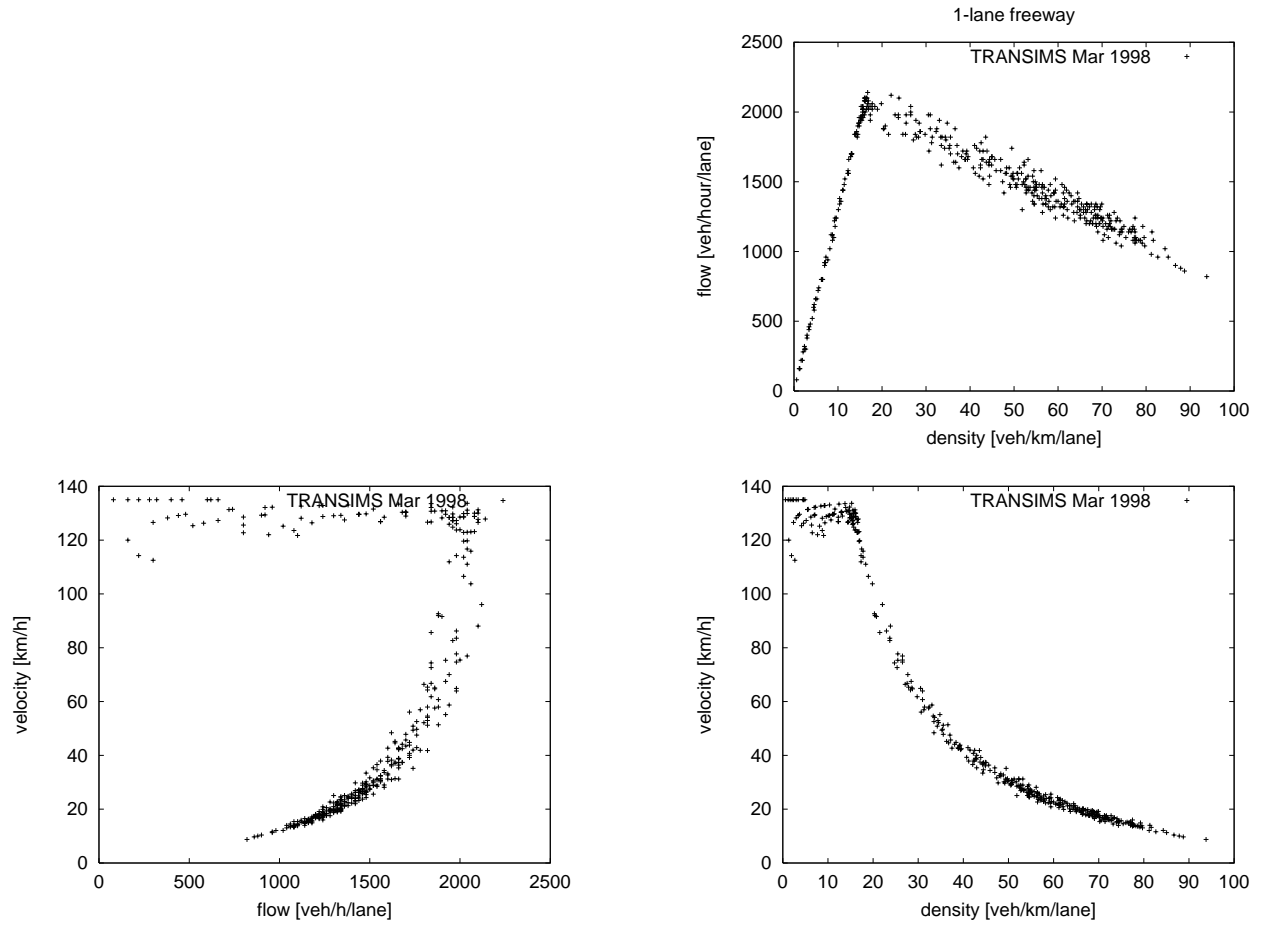 1-lane freeway
2500
2000
1500
1000
500
0
flow [veh/hour/lane]
TRANSIMS Mar 1998
0 10 20 30 40 50 60 70 80 90 100
density [veh/km/lane]
140
120
100
80
60
40
20
0
velocity [km/h]
TRANSIMS Mar 1998
0 500 1000 1500 2000 2500
flow [veh/h/lane]
140
120
100
80
60
40
20
0
velocity [km/h]
TRANSIMS Mar 1998
0 10 20 30 40 50 60 70 80 90 100
density [veh/km/lane]